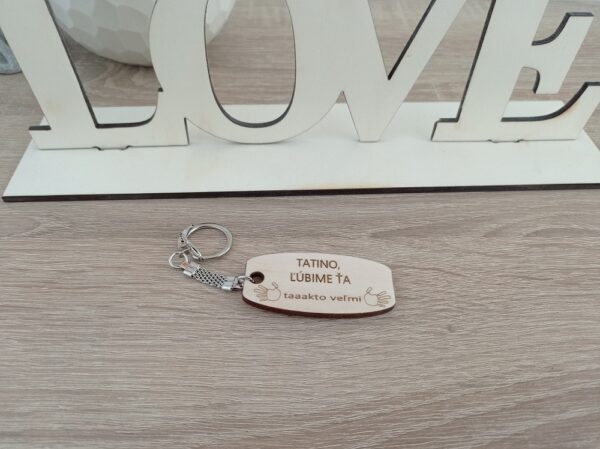 LOVE
TATINO,
ĽÚBIME ŤA
taaakto veľmi